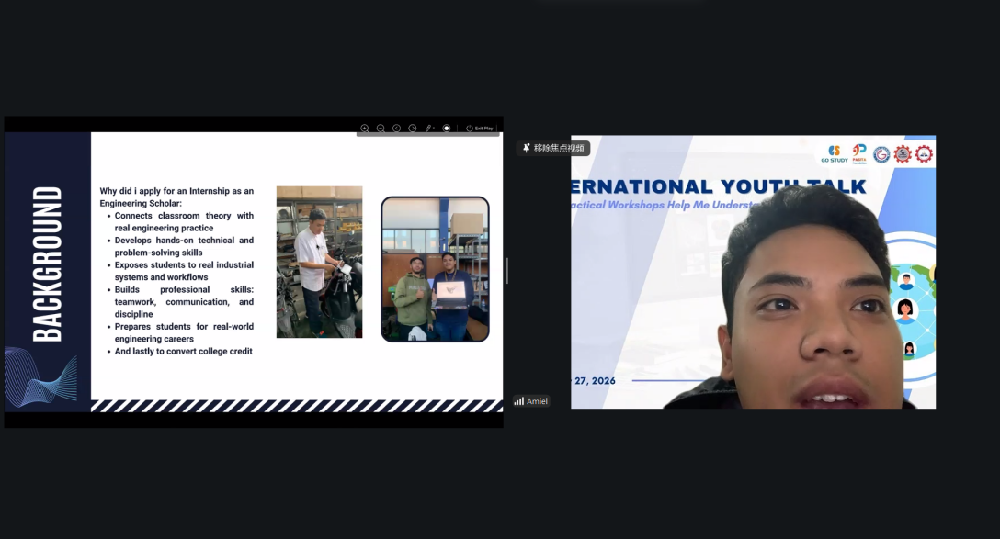 Exit Play
BACKGROUND
Why did i apply for an Internship as an
Engineering Scholar:
• Connects classroom theory with
real engineering practice
• Develops hands-on technical and
problem-solving skills
• Exposes students to real industrial
systems and workflows
• Builds professional skills:
teamwork, communication, and
discipline
• Prepares students for real-world
engineering careers
• And lastly to convert college credit
移除焦点视频
GO STUDY
ERNATIONAL YOUTH TALK
actical Workshops Help Me Underst
27, 2026
Amiel